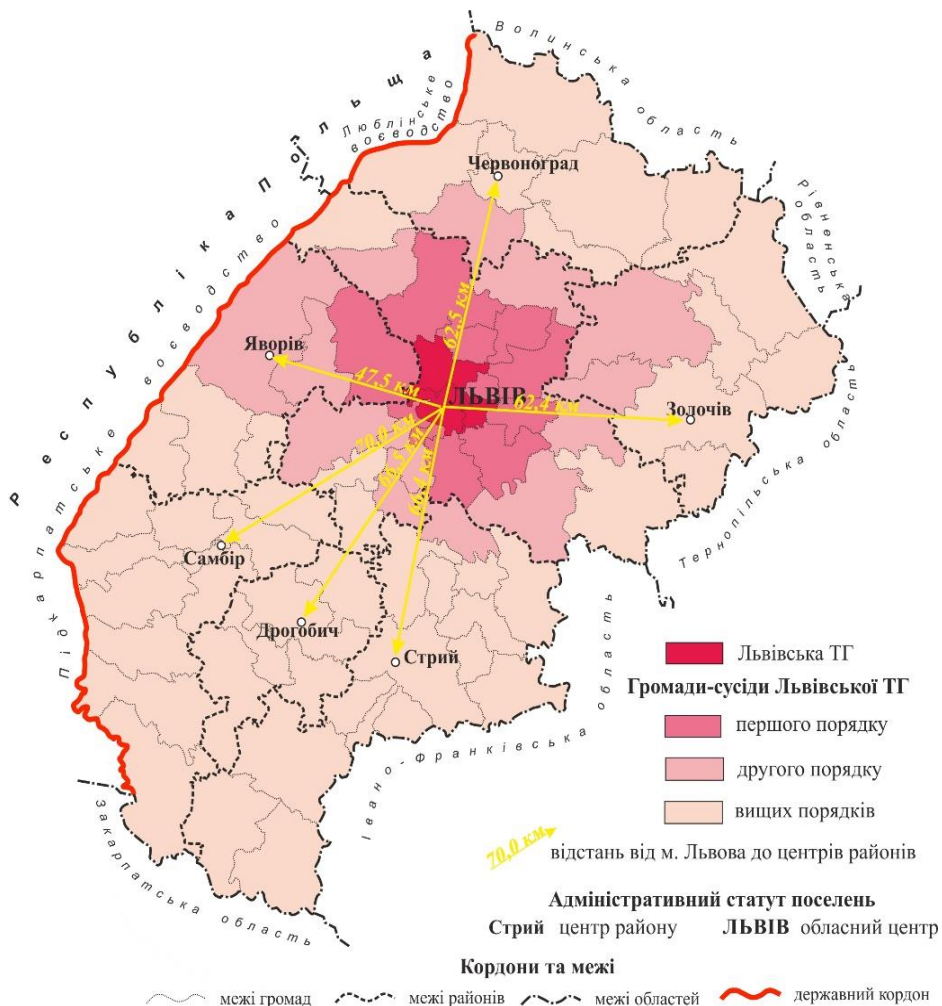 Волинська область
Республіка Польща
Люблінське
воєводство
Червоноград
Рівненська
область
Підкарпатське воєводство
62,5 км
Яворів
47,5 км
ЛЬВІВ
62,4 км
Золочів
70,0 км
Тернопільська область
Самбір
Дрогобич
Стрий
Івано-Франківська область
Закарпатська область
Львівська ТГ
Громади-сусіди Львівської ТГ
першого порядку
другого порядку
вищих порядків
70,0 км
відстань від м. Львова до центрів районів
Адміністративний статут поселень
Стрий центр району ЛЬВІВ обласний центр
Кордони та межі
межі громад межі районів межі областей державний кордон